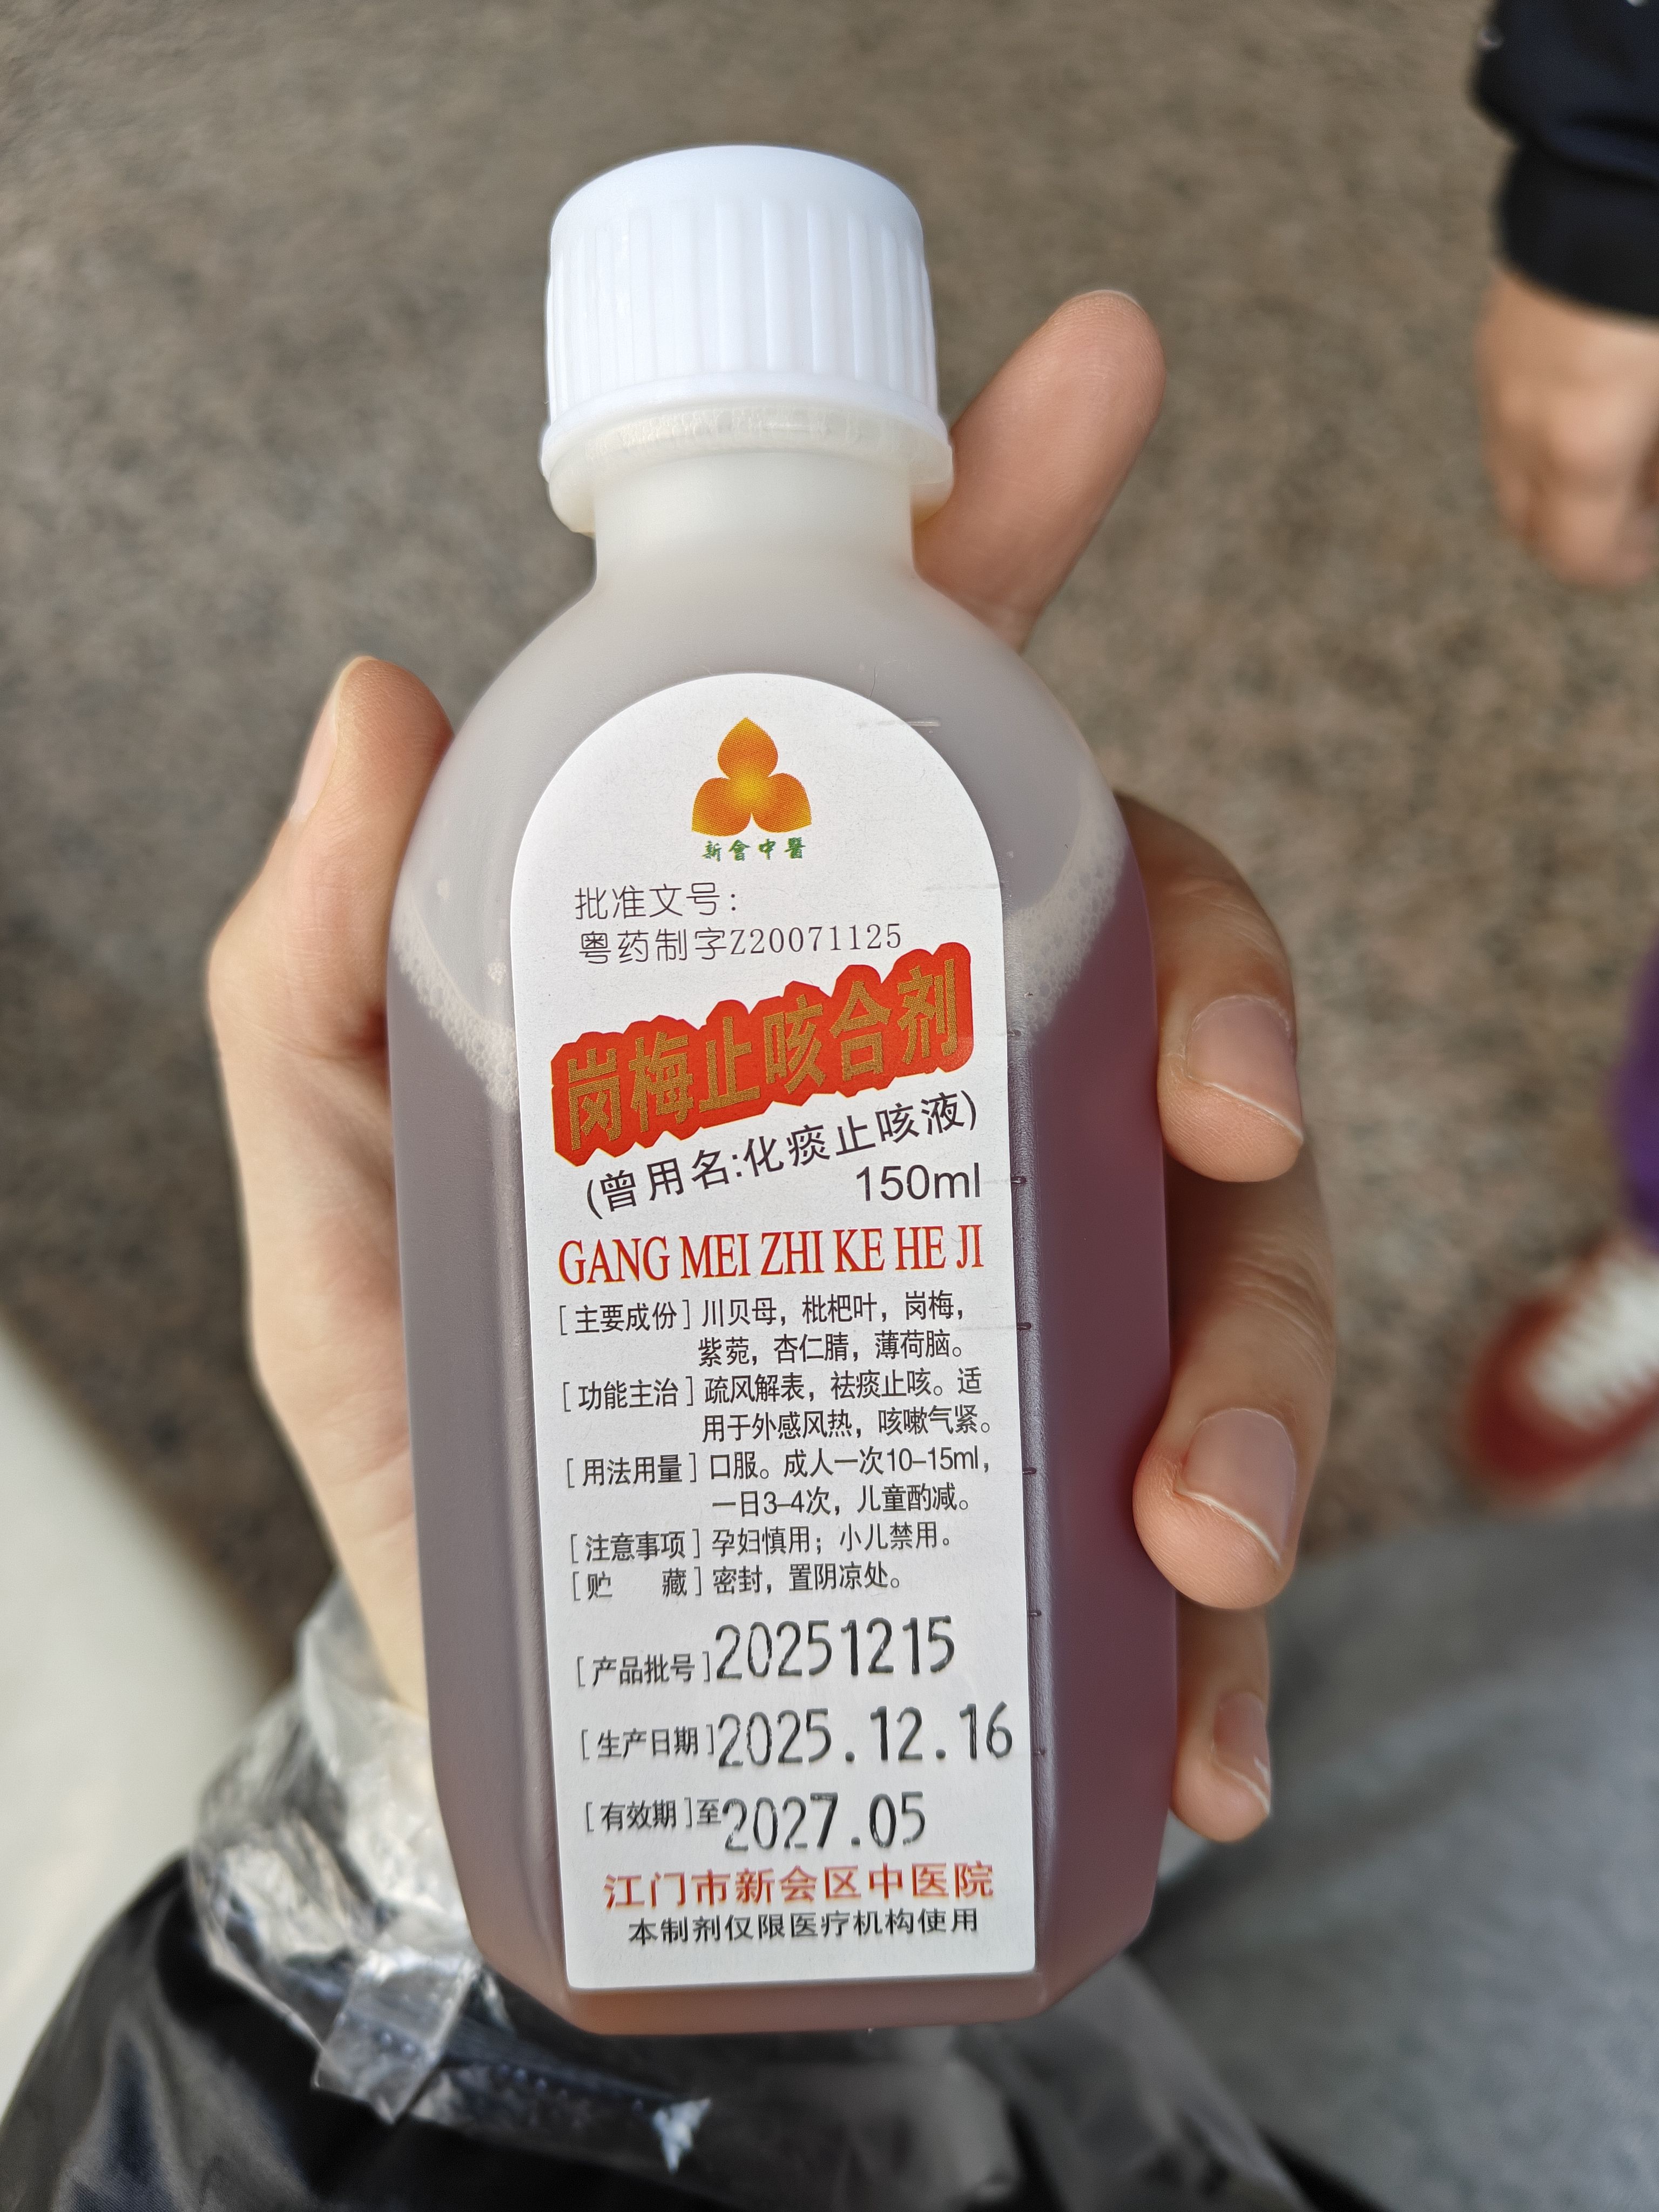 新會中醫
批准文号:
粤药制字Z20071125
岗梅止咳合剂
(曾用名:化痰止咳液)
150ml
GANG MEI ZHI KE HE JI
[主要成份]川贝母，枇杷叶，岗梅，
紫菀，杏仁腈，薄荷脑。
[功能主治]疏风解表，祛痰止咳。适
用于外感风热，咳嗽气紧。
[用法用量]口服。成人一次10-15ml，
一日3-4次，儿童酌减。
[注意事项]孕妇慎用；小儿禁用。
[贮 藏]密封，置阴凉处。
[产品批号]20251215
[生产日期]2025.12.16
[有效期]至2027.05
江门市新会区中医院
本制剂仅限医疗机构使用